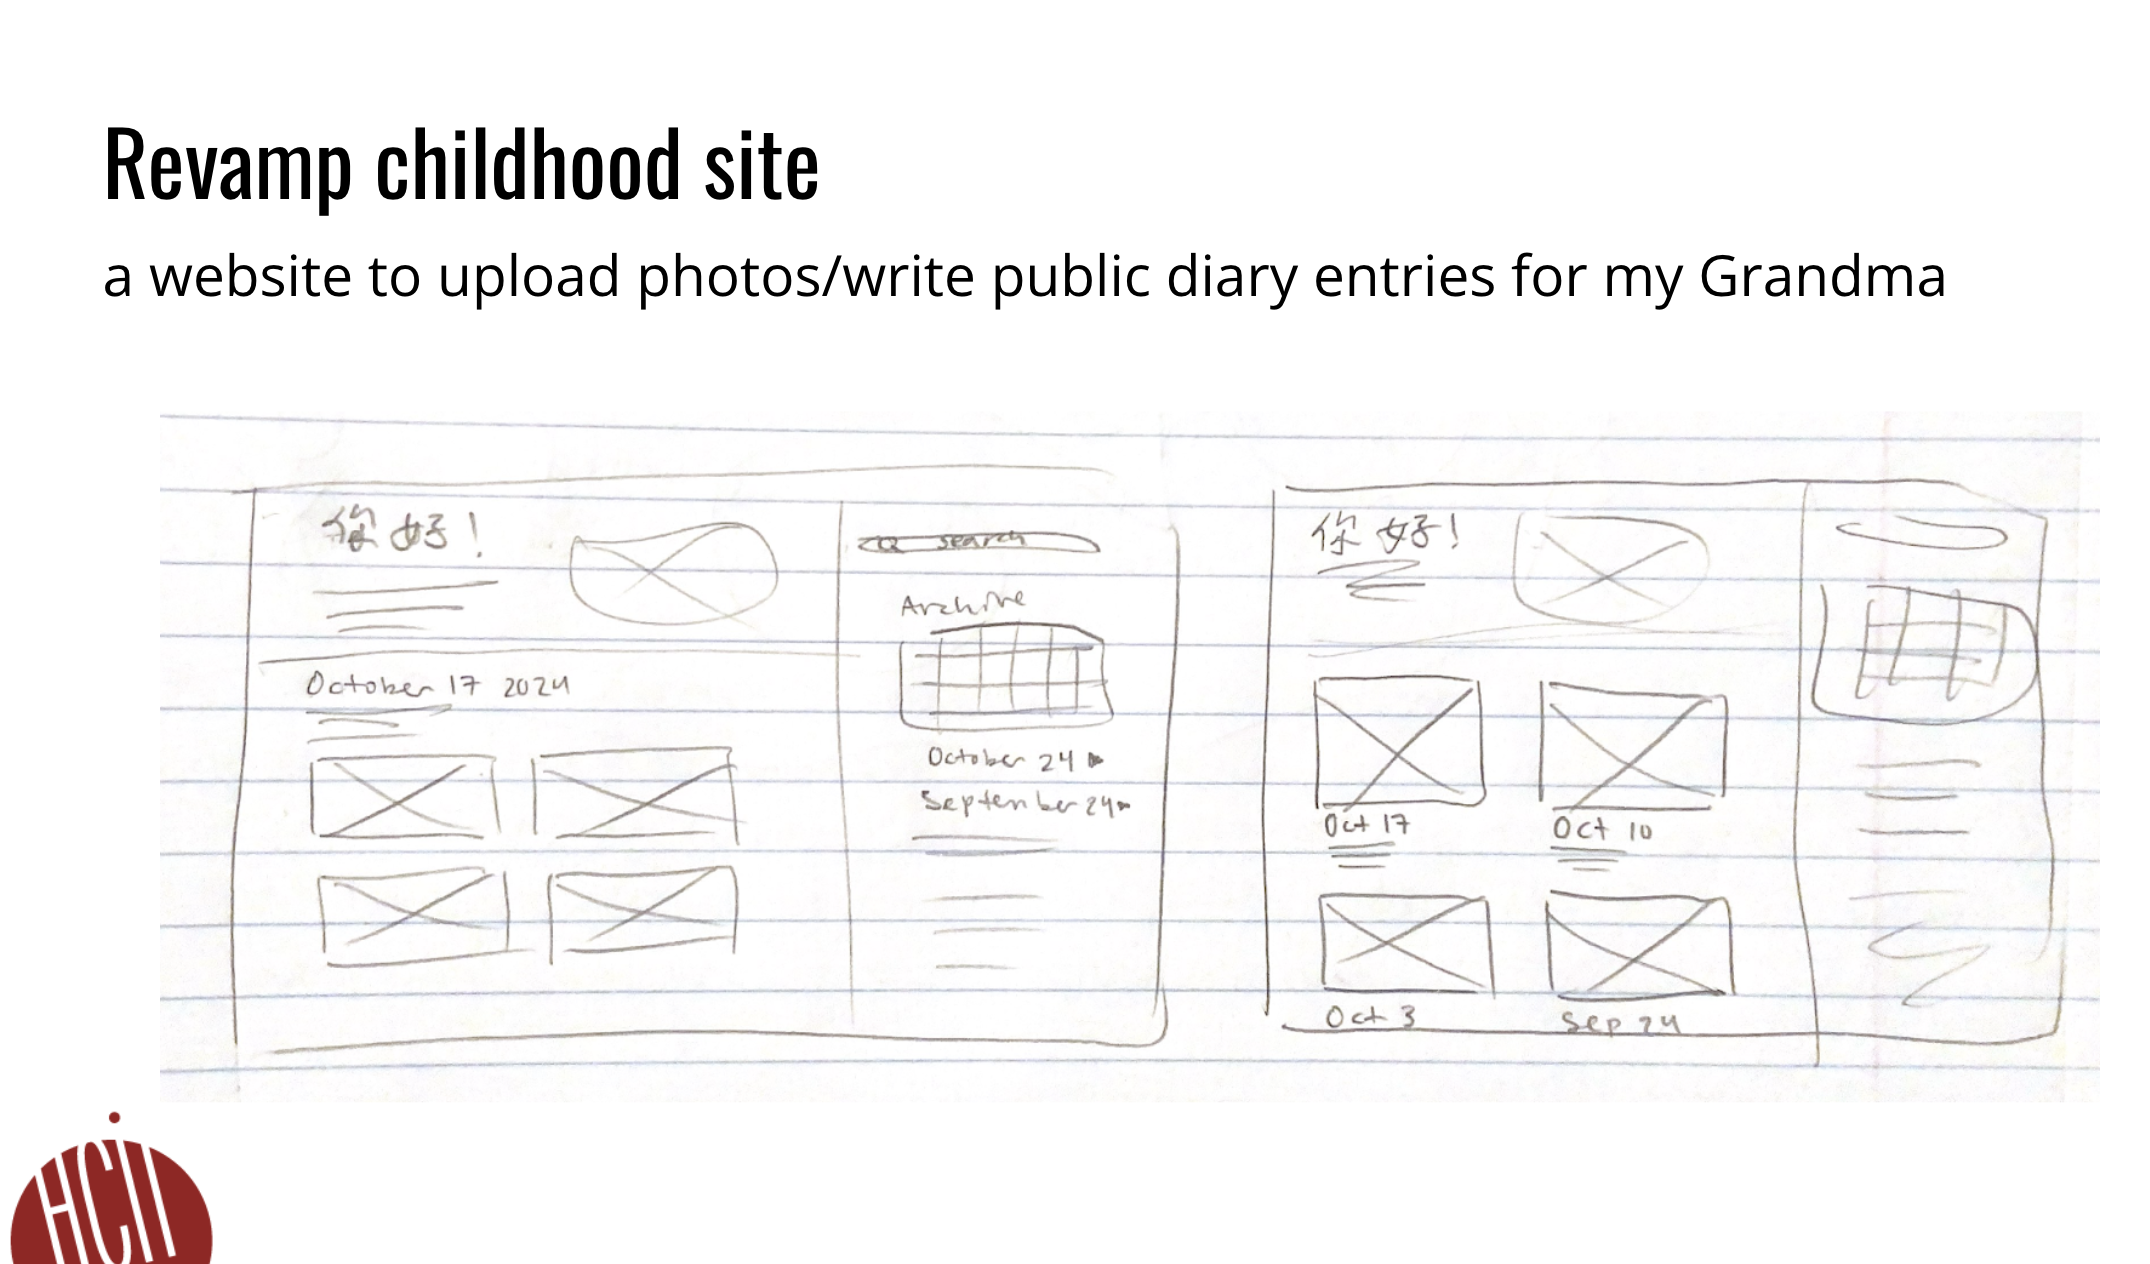 Revamp childhood site
a website to upload photos/write public diary entries for my Grandma
你好!
search
Archive
October 17 2024
October 24
September 24
你好!
Oct 17
Oct 10
Oct 3
Sep 24
HCII